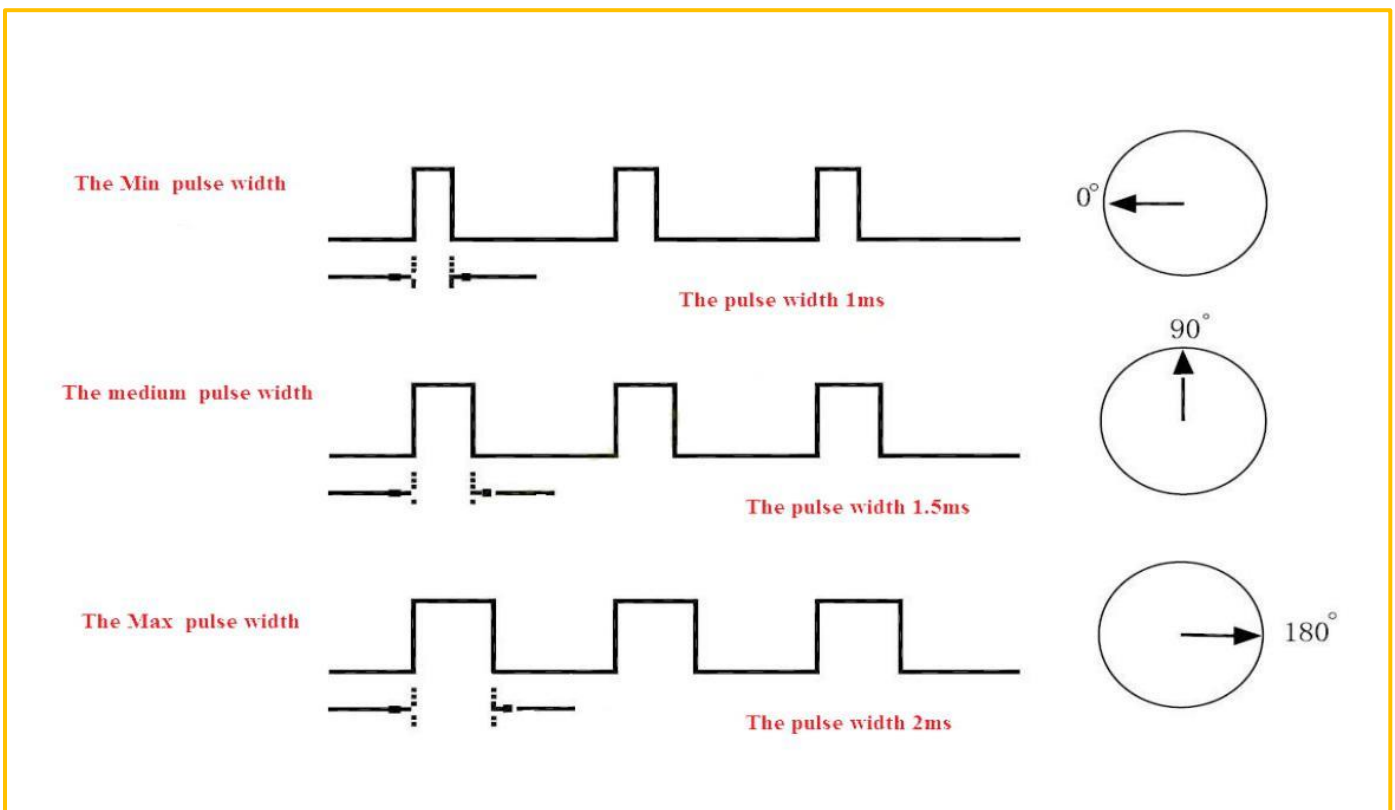 The Min pulse width
0°
The pulse width 1ms
90°
The medium pulse width
The pulse width 1.5ms
The Max pulse width
180°
The pulse width 2ms